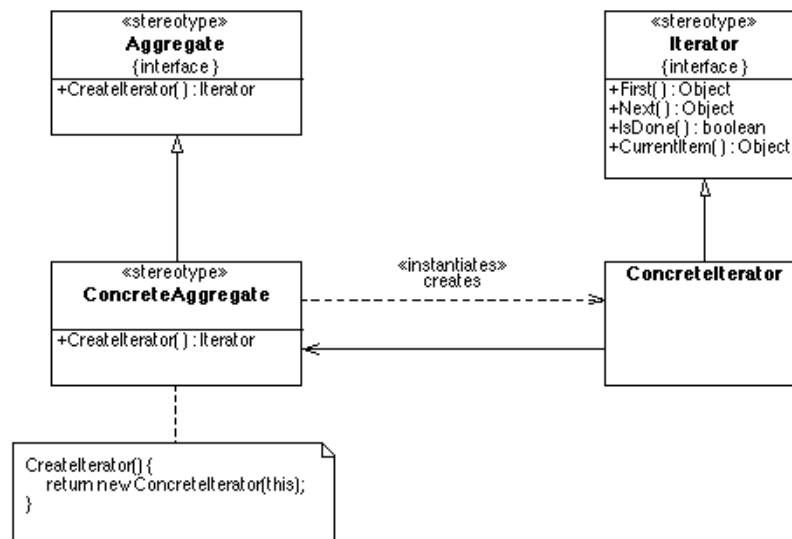 «stereotype»
Aggregate
{interface}
+CreateIterator() : Iterator
«stereotype»
Iterator
{interface}
+First() : Object
+Next() : Object
+IsDone() : boolean
+CurrentItem() : Object
«stereotype»
ConcreteAggregate
+CreateIterator() : Iterator
«instantiates»
creates
ConcreteIterator
CreateIterator() {
return new ConcreteIterator(this);
}